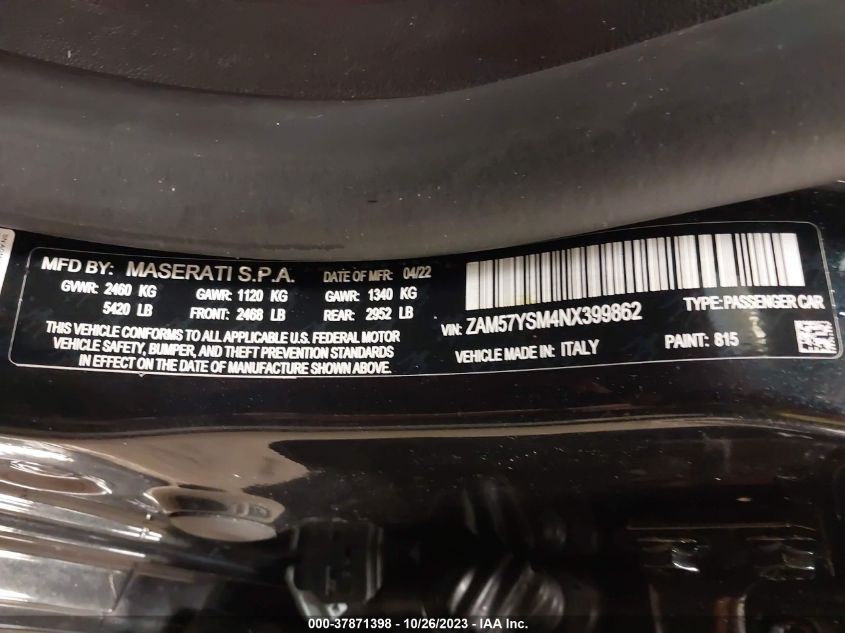 MFD BY: MASERATI S.P.A. DATE OF MFR: 04/22
GVWR: 2460 KG GAWR: 1120 KG GAWR: 1340 KG
5420 LB FRONT: 2468 LB REAR: 2952 LB
THIS VEHICLE CONFORMS TO ALL APPLICABLE U.S. FEDERAL MOTOR
VEHICLE SAFETY, BUMPER, AND THEFT PREVENTION STANDARDS
IN EFFECT ON THE DATE OF MANUFACTURE SHOWN ABOVE.
VIN: ZAM57YSM4NX399862 TYPE: PASSENGER CAR
VEHICLE MADE IN: ITALY PAINT: 815
000-37871398 - 10/26/2023 - IAA Inc.